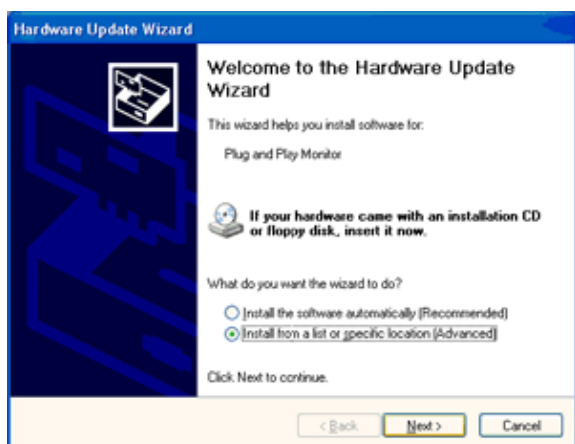 Hardware Update Wizard
Welcome to the Hardware Update
Wizard
This wizard helps you install software for:
Plug and Play Monitor
If your hardware came with an installation CD
or floppy disk, insert it now.
What do you want the wizard to do?
Install the software automatically (Recommended)
Install from a list or specific location (Advanced)
Click Next to continue.
< Back Next > Cancel